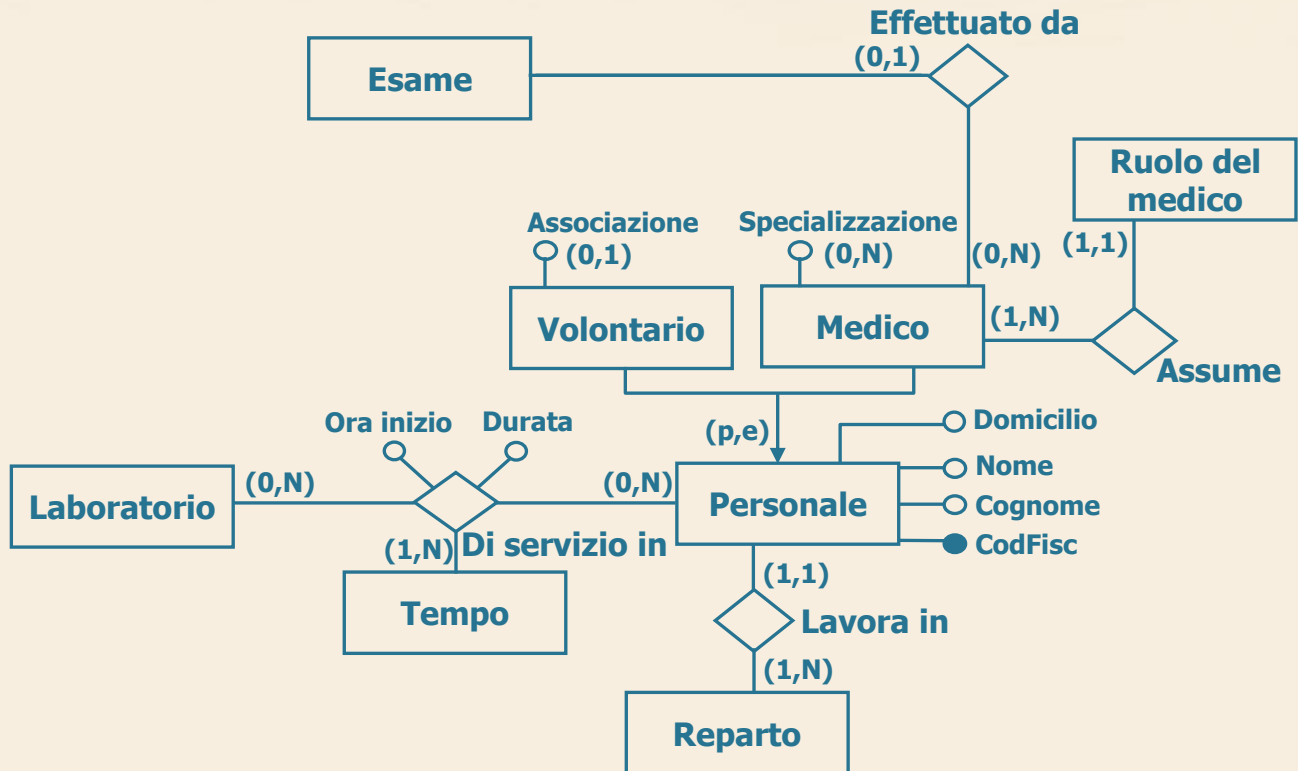 Effettuato da
(0,1)
Esame
Ruolo del
medico
Associazione
(0,1)
Specializzazione
(0,N)
(0,N)
(1,1)
Volontario
Medico
(1,N)
Assume
Ora inizio
Durata
(p,e)
Domicilio
Nome
Cognome
CodFisc
Laboratorio
(0,N)
(0,N)
Personale
(1,N)
Di servizio in
Tempo
(1,1)
Lavora in
(1,N)
Reparto